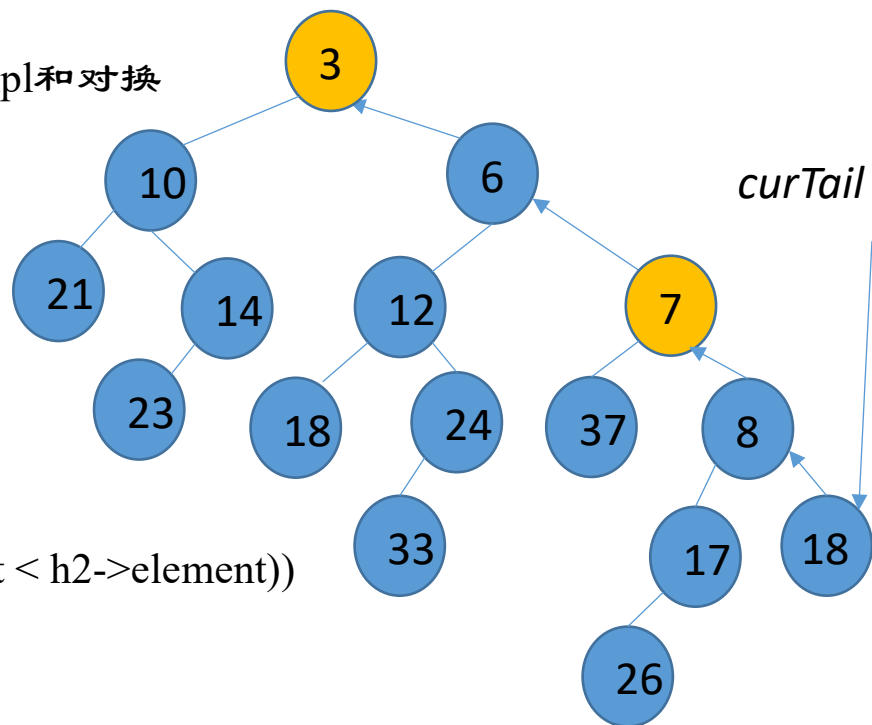 3
pl和对换
10 6
curTail
21 14 12 7
23 18 24 37 8
33 17 18
t < h2->element))
26